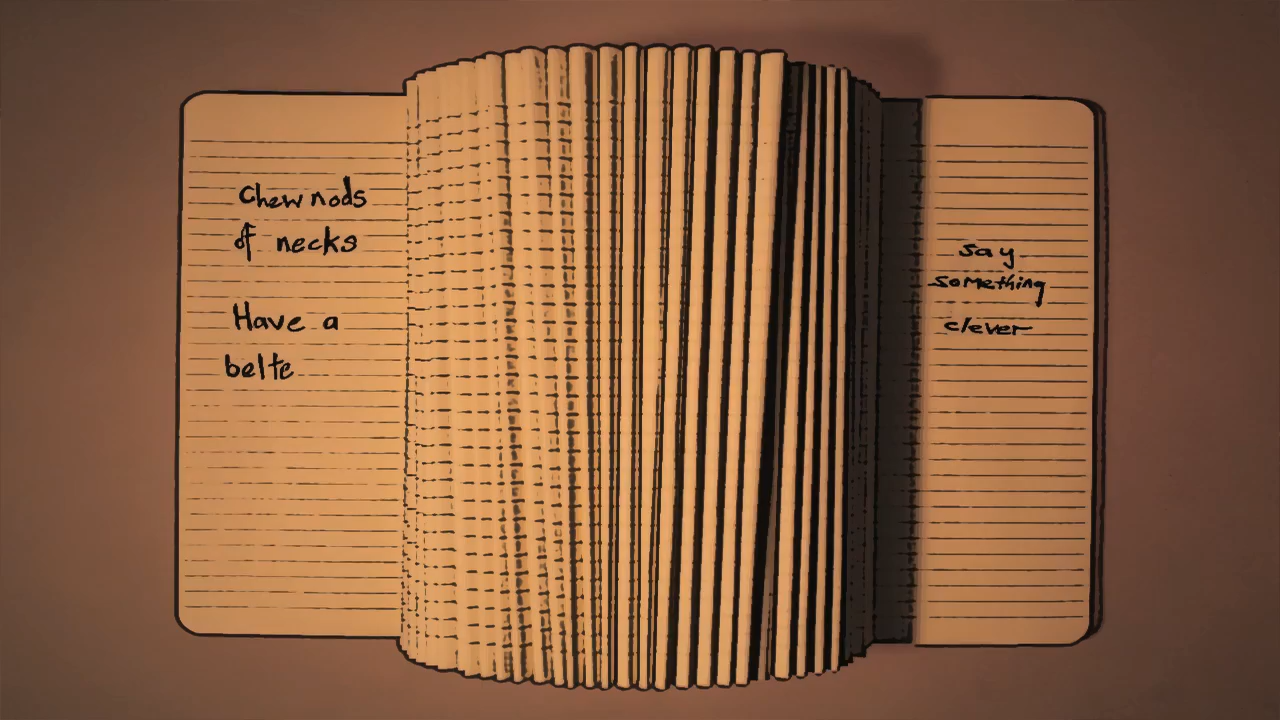 Chew nods
of necks
Have a
belte
say
something
clever